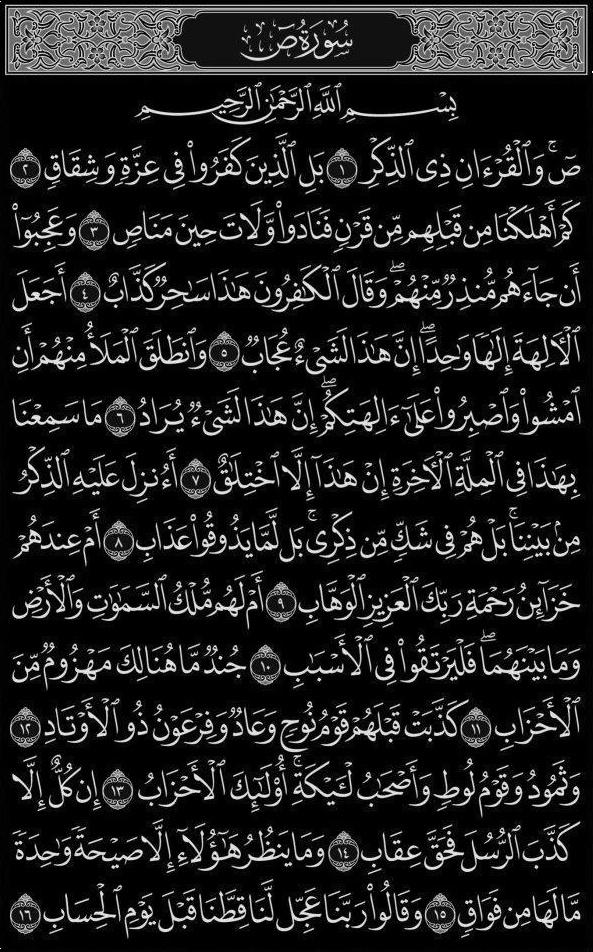 سُورَةُ صٓ
بِسْمِ ٱللَّهِ ٱلرَّحْمَٰنِ ٱلرَّحِيمِ
صٓۚ وَٱلْقُرْءَانِ ذِى ٱلذِّكْرِ ١ بَلِ ٱلَّذِينَ كَفَرُوا۟ فِى عِزَّةٍ وَشِقَاقٍ ٢
كَمْ أَهْلَكْنَا مِن قَبْلِهِم مِّن قَرْنٍ فَنَادَوا۟ وَّلَاتَ حِينَ مَنَاصٍ ٣ وَعَجِبُوٓا۟
أَن جَآءَهُم مُّنذِرٌ مِّنْهُمْۖ وَقَالَ ٱلْكَٰفِرُونَ هَٰذَا سَٰحِرٌ كَذَّابٌ ٤ أَجَعَلَ
ٱلْءَالِهَةَ إِلَٰهًا وَٰحِدًاۖ إِنَّ هَٰذَا لَشَىْءٌ عُجَابٌ ٥ وَٱنطَلَقَ ٱلْمَلَأُ مِنْهُمْ أَنِ
ٱمْشُوا۟ وَٱصْبِرُوا۟ عَلَىٰٓ ءَالِهَتِكُمْۖ إِنَّ هَٰذَا لَشَىْءٌ يُرَادُ ٦ مَا سَمِعْنَا
بِهَٰذَا فِى ٱلْمِلَّةِ ٱلْءَاخِرَةِ إِنْ هَٰذَآ إِلَّا ٱخْتِلَٰقٌ ٧ أَءُنزِلَ عَلَيْهِ ٱلذِّكْرُ
مِنۢ بَيْنِنَاۚ بَلْ هُمْ فِى شَكٍّ مِّن ذِكْرِىۚ بَل لَّمَّا يَذُوقُوا۟ عَذَابِ ٨ أَمْ عِندَهُمْ
خَزَآئِنُ رَحْمَةِ رَبِّكَ ٱلْعَزِيزِ ٱلْوَهَّابِ ٩ أَمْ لَهُم مُّلْكُ ٱلسَّمَٰوَٰتِ وَٱلْأَرْضِ
وَمَا بَيْنَهُمَاۖ فَلْيَرْتَقُوا۟ فِى ٱلْأَسْبَٰبِ ١٠ جُندٌ مَّا هُنَالِكَ مَهْزُومٌ مِّنَ
ٱلْأَحْزَابِ ١١ كَذَّبَتْ قَبْلَهُمْ قَوْمُ نُوحٍ وَعَادٌ وَفِرْعَوْنُ ذُو ٱلْأَوْتَادِ ١٢
وَثَمُودُ وَقَوْمُ لُوطٍ وَأَصْحَٰبُ لْـَٔيْكَةِۚ أُو۟لَٰٓئِكَ ٱلْأَحْزَابُ ١٣ إِن كُلٌّ إِلَّا
كَذَّبَ ٱلرُّسُلَ فَحَقَّ عِقَابِ ١٤ وَمَا يَنظُرُ هَٰٓؤُلَآءِ إِلَّا صَيْحَةً وَٰحِدَةً
مَّا لَهَا مِن فَوَاقٍ ١٥ وَقَالُوا۟ رَبَّنَا عَجِّل لَّنَا قِطَّنَا قَبْلَ يَوْمِ ٱلْحِسَابِ ١٦